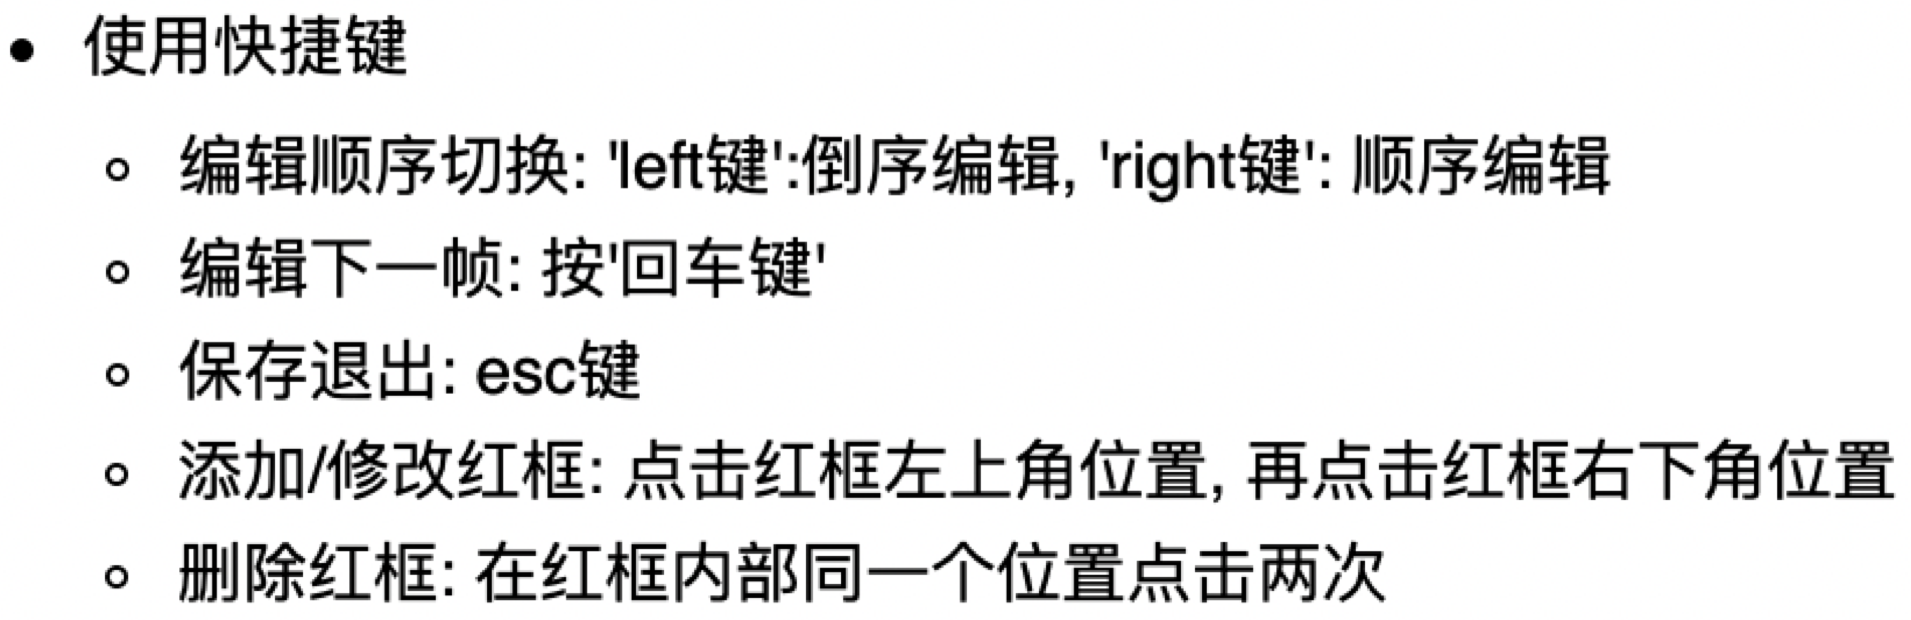 使用快捷键
编辑顺序切换: 'left键':倒序编辑, 'right键': 顺序编辑
编辑下一帧: 按'回车键'
保存退出: esc键
添加/修改红框: 点击红框左上角位置, 再点击红框右下角位置
删除红框: 在红框内部同一个位置点击两次